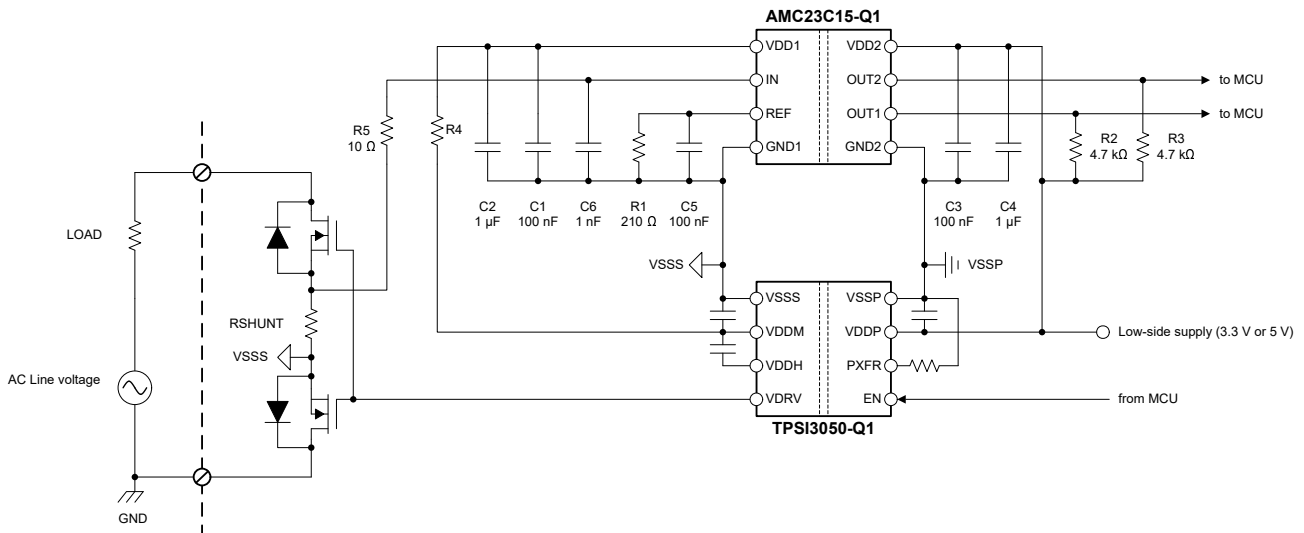 AMC23C15-Q1
VDD1
VDD2
IN
OUT2
to MCU
R5
10 Ω
R4
REF
OUT1
to MCU
R2
4.7 kΩ
R3
4.7 kΩ
GND1
GND2
C2
1 µF
C1
100 nF
C6
1 nF
R1
210 Ω
C5
100 nF
C3
100 nF
C4
1 µF
LOAD
VSSS
VSSP
VSSS
VSSP
RSHUNT
VDDM
VDDP
Low-side supply (3.3 V or 5 V)
VSSS
VDDH
PXFR
AC Line voltage
VDRV
EN
from MCU
TPSI3050-Q1
GND